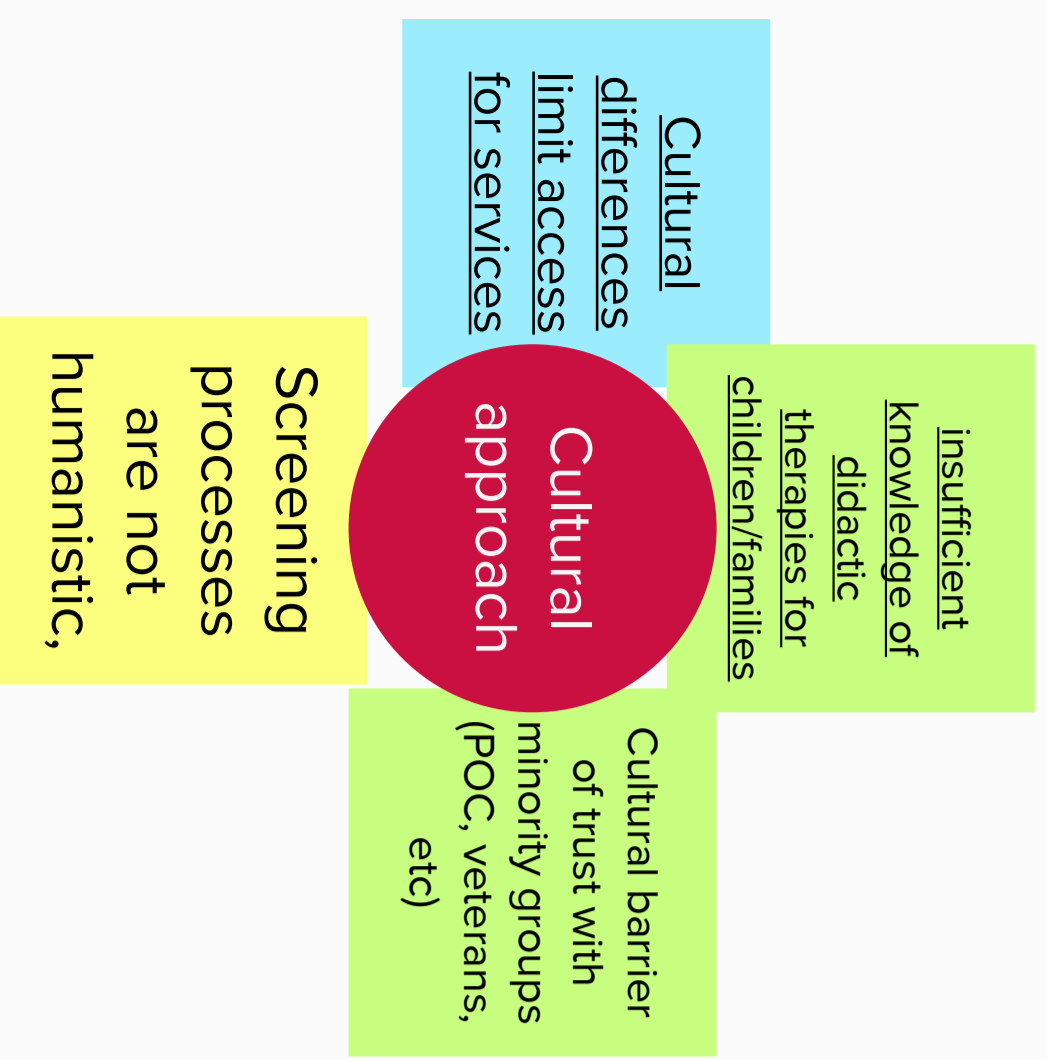 insufficient
knowledge of
didactic
therapies for
children/families
Cultural
differences
limit access
for services
Cultural
approach
Cultural barrier
of trust with
minority groups
(POC, veterans,
etc)
Screening
processes
are not
humanistic,